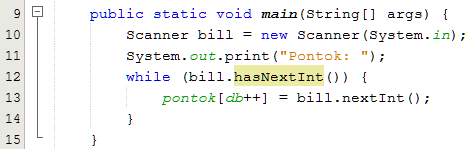 9 public static void main(String[] args) {
10 Scanner bill = new Scanner(System.in);
11 System.out.print("Pontok: ");
12 while (bill.hasNextInt()) {
13 pontok[db++] = bill.nextInt();
14 }
15 }